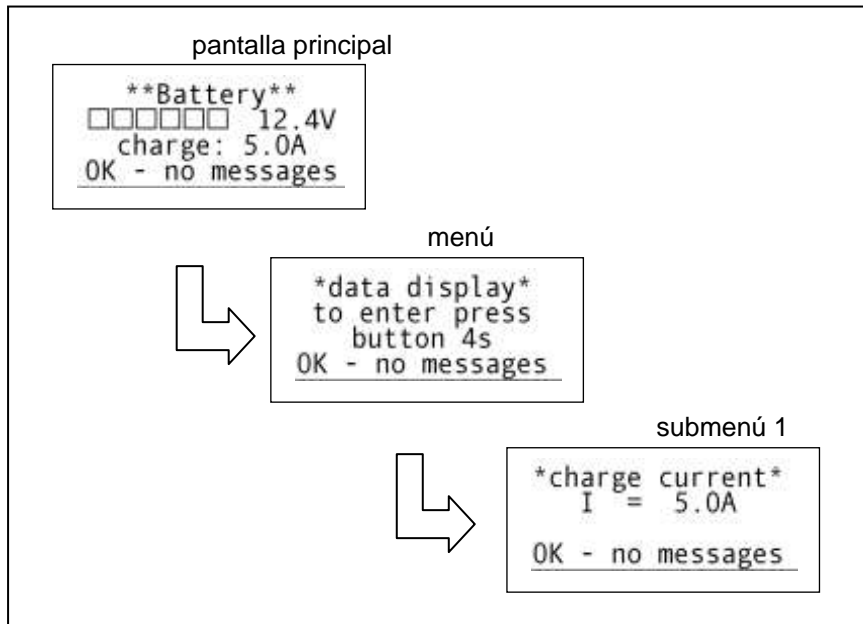 pantalla principal
**Battery**
□□□□□□ 12.4V
charge: 5.0A
OK - no messages
menú
*data display*
to enter press
button 4s
OK - no messages
submenú 1
*charge current*
I = 5.0A
OK - no messages